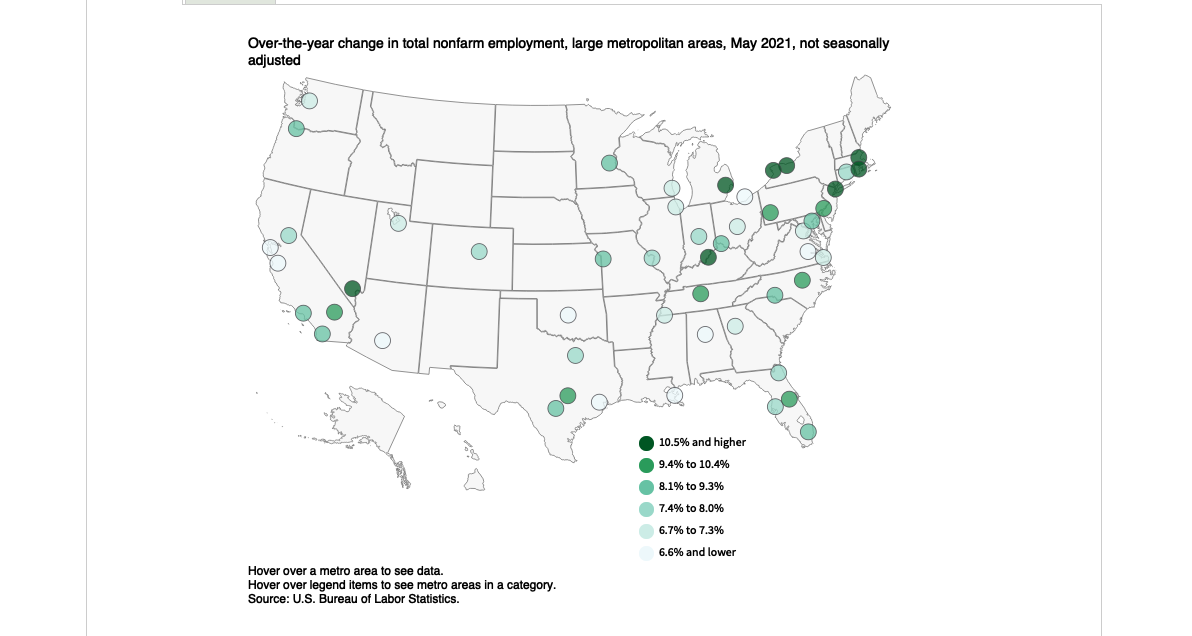 Over-the-year change in total nonfarm employment, large metropolitan areas, May 2021, not seasonally
adjusted
10.5% and higher
9.4% to 10.4%
8.1% to 9.3%
7.4% to 8.0%
6.7% to 7.3%
6.6% and lower
Hover over a metro area to see data.
Hover over legend items to see metro areas in a category.
Source: U.S. Bureau of Labor Statistics.